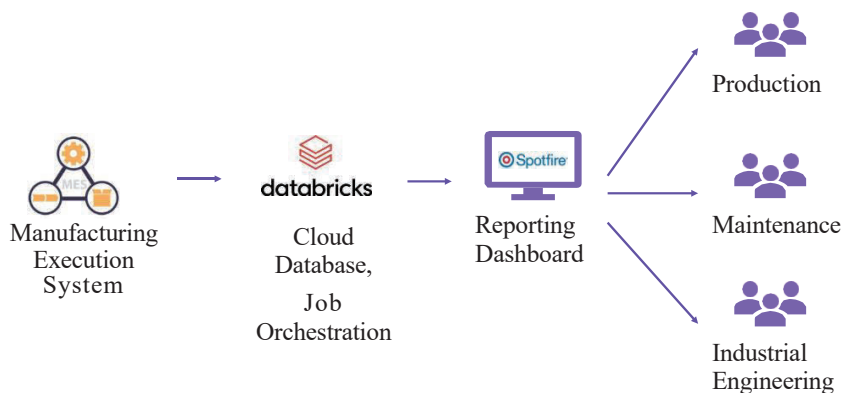 MES
Manufacturing
Execution
System
databricks
Cloud
Database,
Job
Orchestration
Spotfire
Reporting
Dashboard
Production
Maintenance
Industrial
Engineering